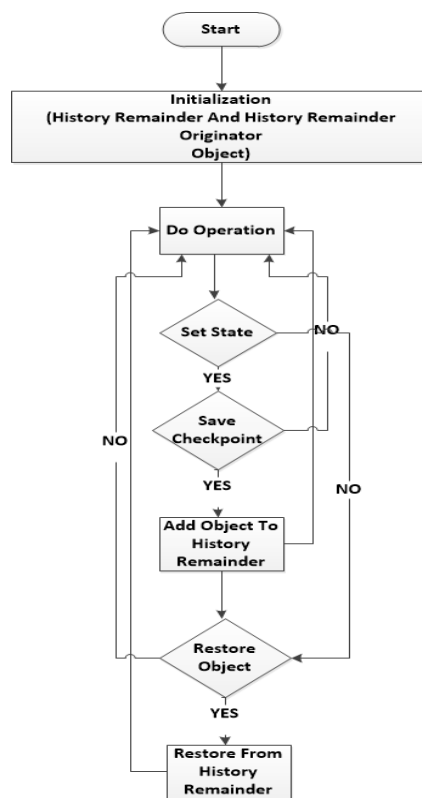 Start
Initialization
(History Remainder And History Remainder
Originator
Object)
Do Operation
Set State
NO
YES
Save
Checkpoint
NO
YES
NO
Add Object To
History
Remainder
Restore
Object
YES
Restore From
History
Remainder